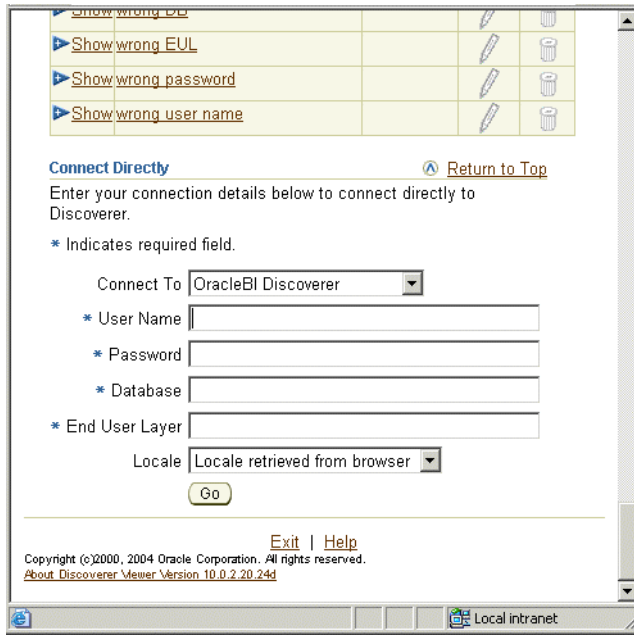 Show wrong DB
Show wrong EUL
Show wrong password
Show wrong user name
Connect Directly
Return to Top
Enter your connection details below to connect directly to
Discoverer.
* Indicates required field.
Connect To OracleBI Discoverer
* User Name
* Password
* Database
* End User Layer
Locale Locale retrieved from browser
Go
Exit | Help
Copyright (c)2000, 2004 Oracle Corporation. All rights reserved.
About Discoverer Viewer Version 10.0.2.20.24d
Local intranet